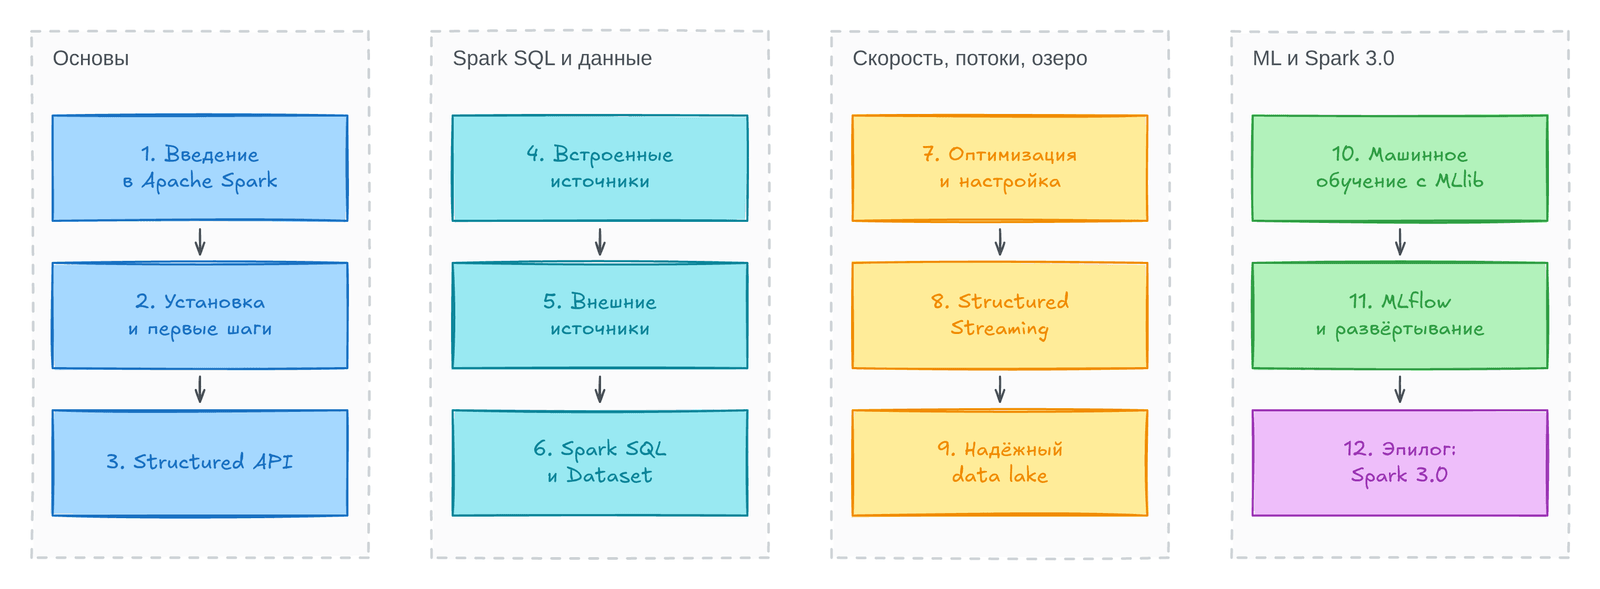 Основы
1. Введение
в Apache Spark
2. Установка
и первые шаги
3. Structured API
Spark SQL и данные
4. Встроенные
источники
5. Внешние
источники
6. Spark SQL
и Dataset
Скорость, потоки, озеро
7. Оптимизация
и настройка
8. Structured
Streaming
9. Надёжный
data lake
ML и Spark 3.0
10. Машинное
обучение с MLlib
11. MLflow
и развёртывание
12. Эпилог:
Spark 3.0